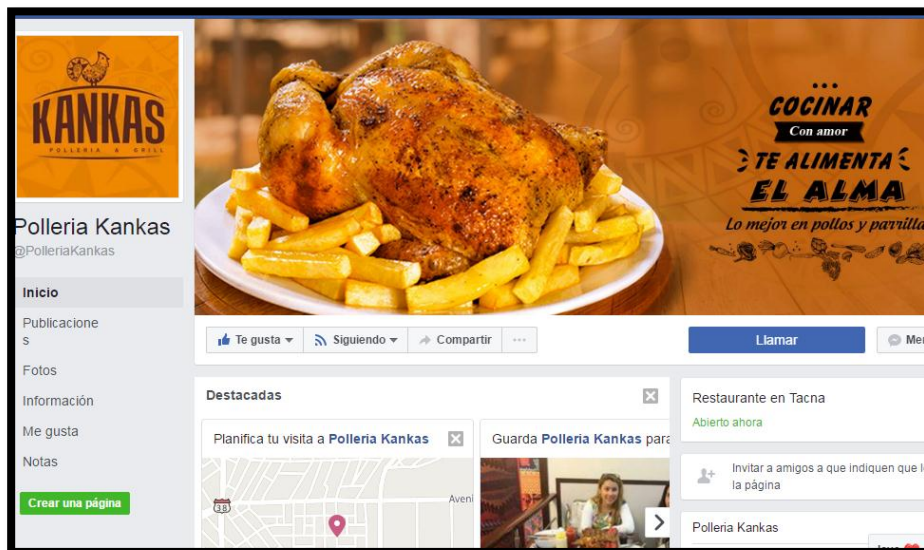 KANKAS
POLLERIA & GRILL
Polleria Kankas
@PolleriaKankas
Inicio
Publicacione
s
Fotos
Información
Me gusta
Notas
Crear una página
COCINAR
Con amor
TE ALIMENTA
EL ALMA
Lo mejor en pollos y parrilla
Te gusta
Siguiendo
Compartir
Llamar
Destacadas
Planifica tu visita a Polleria Kankas
38
Guarda Polleria Kankas
Restaurante en Tacna
Abierto ahora
Invitar a amigos a que indiquen que
la página
Polleria Kankas